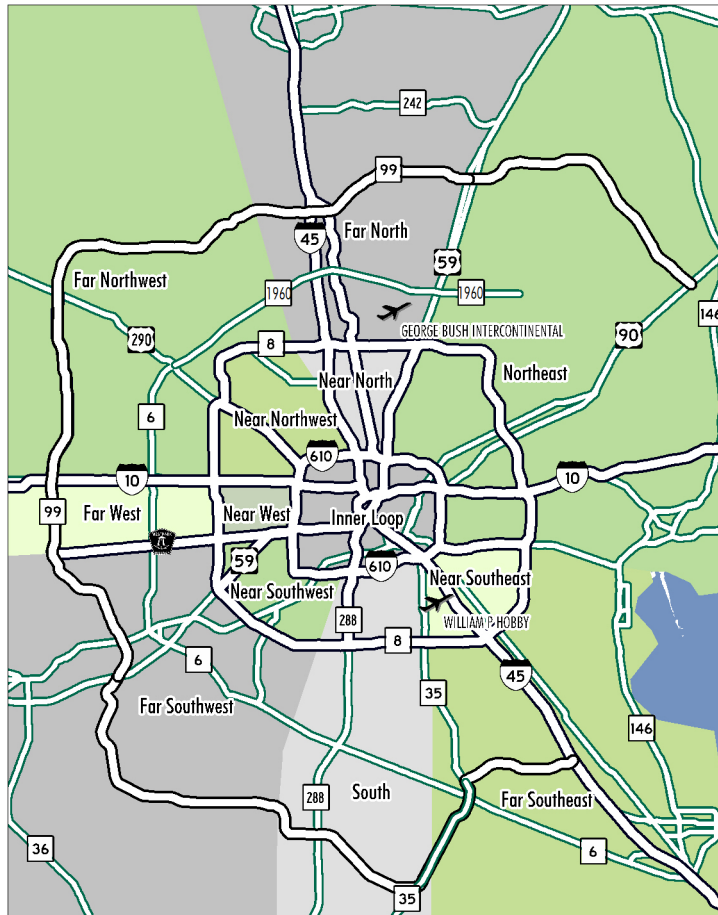 242
99
45
Far North
59
Far Northwest
1960
1960
146
GEORGE BUSH INTERCONTINENTAL
90
290
8
Near North
Northeast
6
Near Northwest
610
10
10
99
Far West
Near West
Inner Loop
59
610
Near Southeast
Near Southwest
288
WILLIAM P HOBBY
8
6
45
35
Far Southwest
146
288
South
Far Southeast
36
6
35